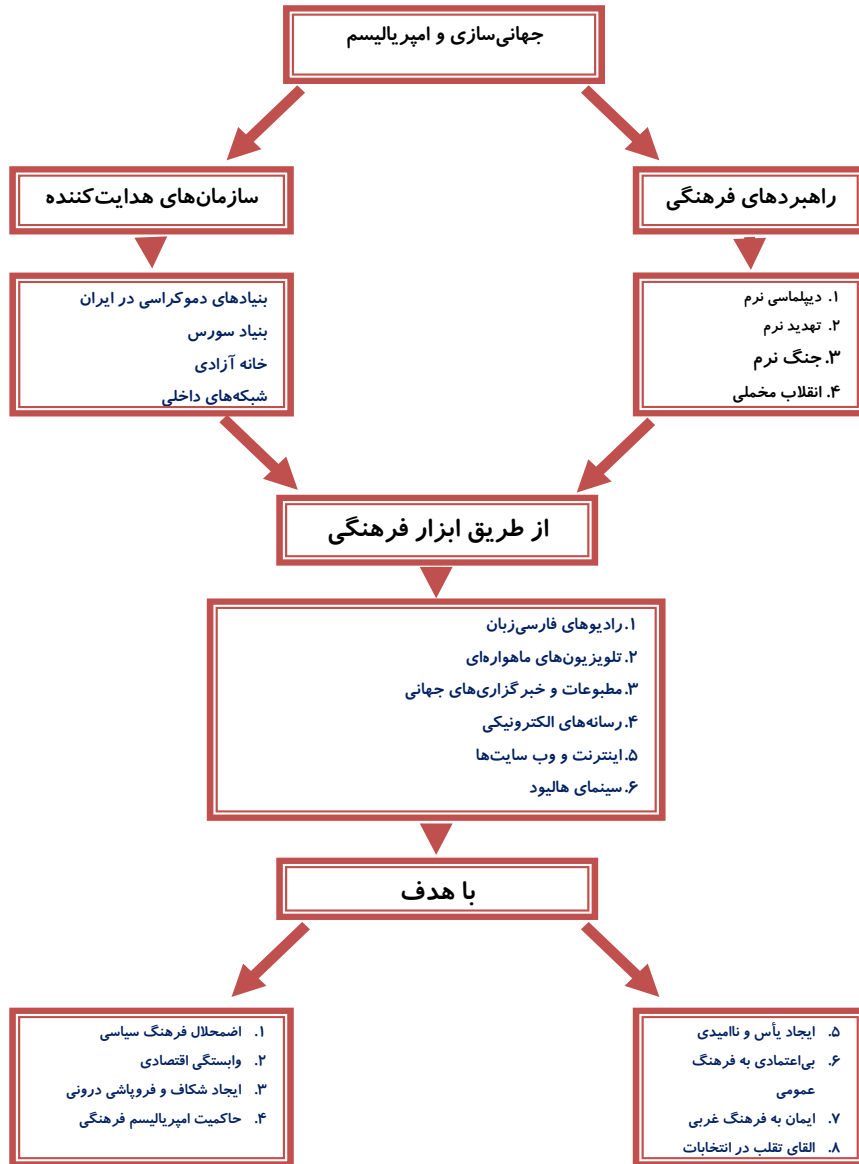 جهانی‌سازی و امپریالیسم
راهبردهای فرهنگی
سازمان‌های هدایت‌کننده
۱. دیپلماسی نرم
۲. تهدید نرم
۳. جنگ نرم
۴. انقلاب مخملی
بنیادهای دموکراسی در ایران
بنیاد سورس
خانه آزادی
شبکه‌های داخلی
از طریق ابزار فرهنگی
۱. رادیوهای فارسی‌زبان
۲. تلویزیون‌های ماهواره‌ای
۳. مطبوعات و خبرگزاری‌های جهانی
۴. رسانه‌های الکترونیکی
۵. اینترنت و وب سایت‌ها
۶. سینمای هالیود
با هدف
۱. اضمحلال فرهنگ سیاسی
۲. وابستگی اقتصادی
۳. ایجاد شکاف و فروپاشی درونی
۴. حاکمیت امپریالیسم فرهنگی
۵. ایجاد یأس و ناامیدی
۶. بی‌اعتمادی به فرهنگ
عمومی
۷. ایمان به فرهنگ غربی
۸. القای تقلب در انتخابات